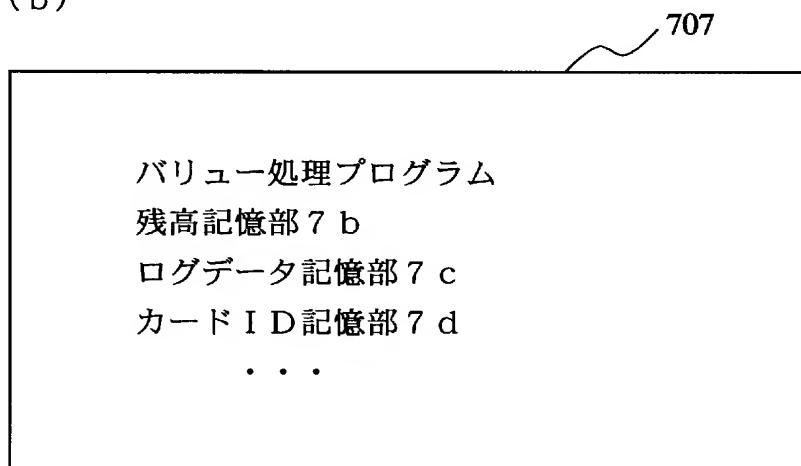 （ｂ）
707
バリュー処理プログラム
残高記憶部７ｂ
ログデータ記憶部７ｃ
カードＩＤ記憶部７ｄ
・・・